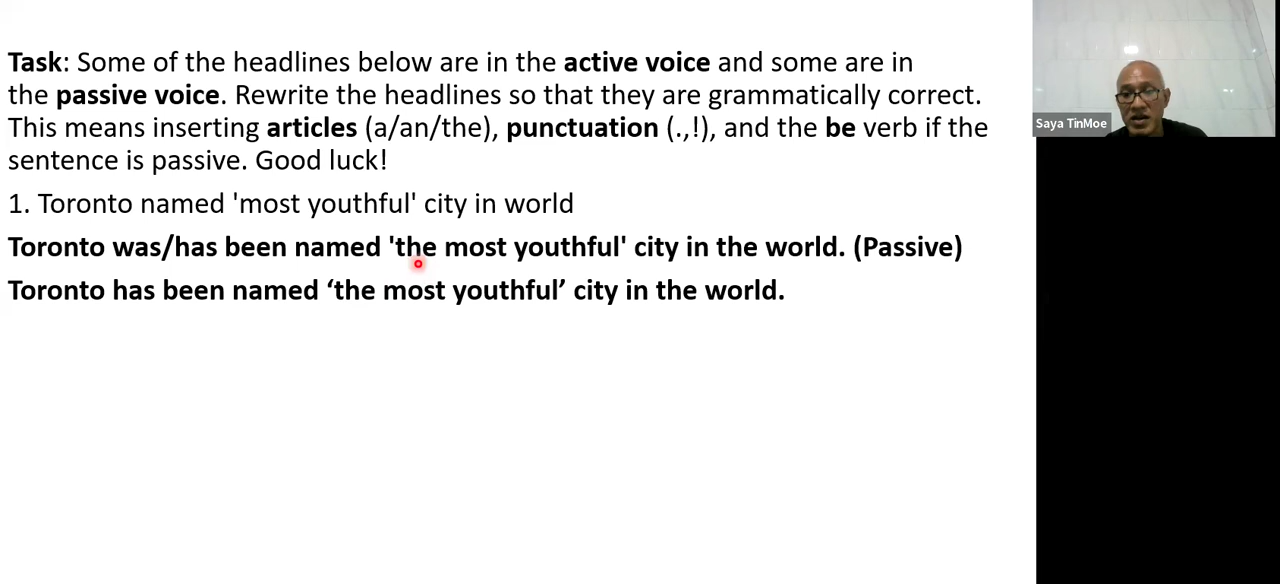 Task: Some of the headlines below are in the active voice and some are in
the passive voice. Rewrite the headlines so that they are grammatically correct.
This means inserting articles (a/an/the), punctuation (.,!), and the be verb if the
sentence is passive. Good luck!
1. Toronto named 'most youthful' city in world
Toronto was/has been named 'the most youthful' city in the world. (Passive)
Toronto has been named ‘the most youthful’ city in the world.
Saya TinMoe